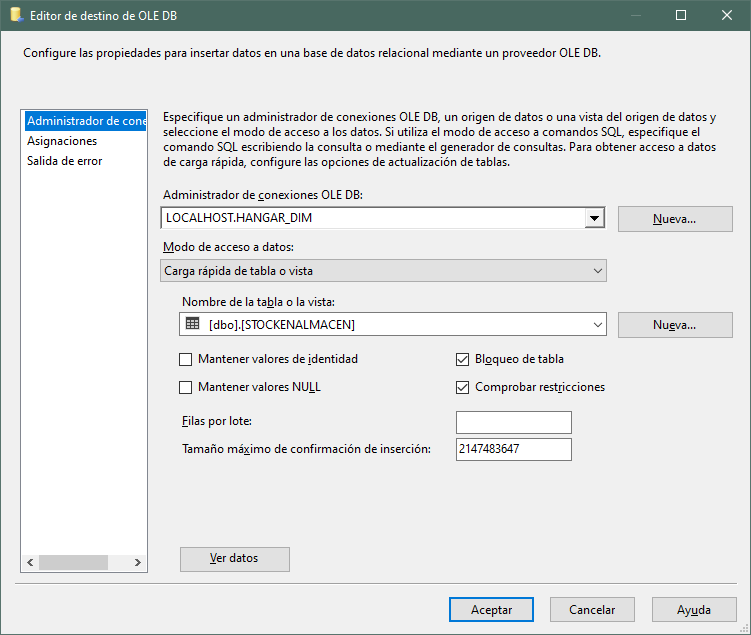 Editor de destino de OLE DB
Configure las propiedades para insertar datos en una base de datos relacional mediante un proveedor OLE DB.
Administrador de cone
Asignaciones
Salida de error
Especifique un administrador de conexiones OLE DB, un origen de datos o una vista del origen de datos y
seleccione el modo de acceso a los datos. Si utiliza el modo de acceso a comandos SQL, especifique el
comando SQL escribiendo la consulta o mediante el generador de consultas. Para obtener acceso a datos
de carga rápida, configure las opciones de actualización de tablas.
Administrador de conexiones OLE DB:
LOCALHOST.HANGAR_DIM
Nueva...
Modo de acceso a datos:
Carga rápida de tabla o vista
Nombre de la tabla o la vista:
[dbo].[STOCKENALMACEN]
Nueva...
Mantener valores de identidad
Bloqueo de tabla
Mantener valores NULL
Comprobar restricciones
Filas por lote:
Tamaño máximo de confirmación de inserción:
2147483647
Ver datos
Aceptar
Cancelar
Ayuda